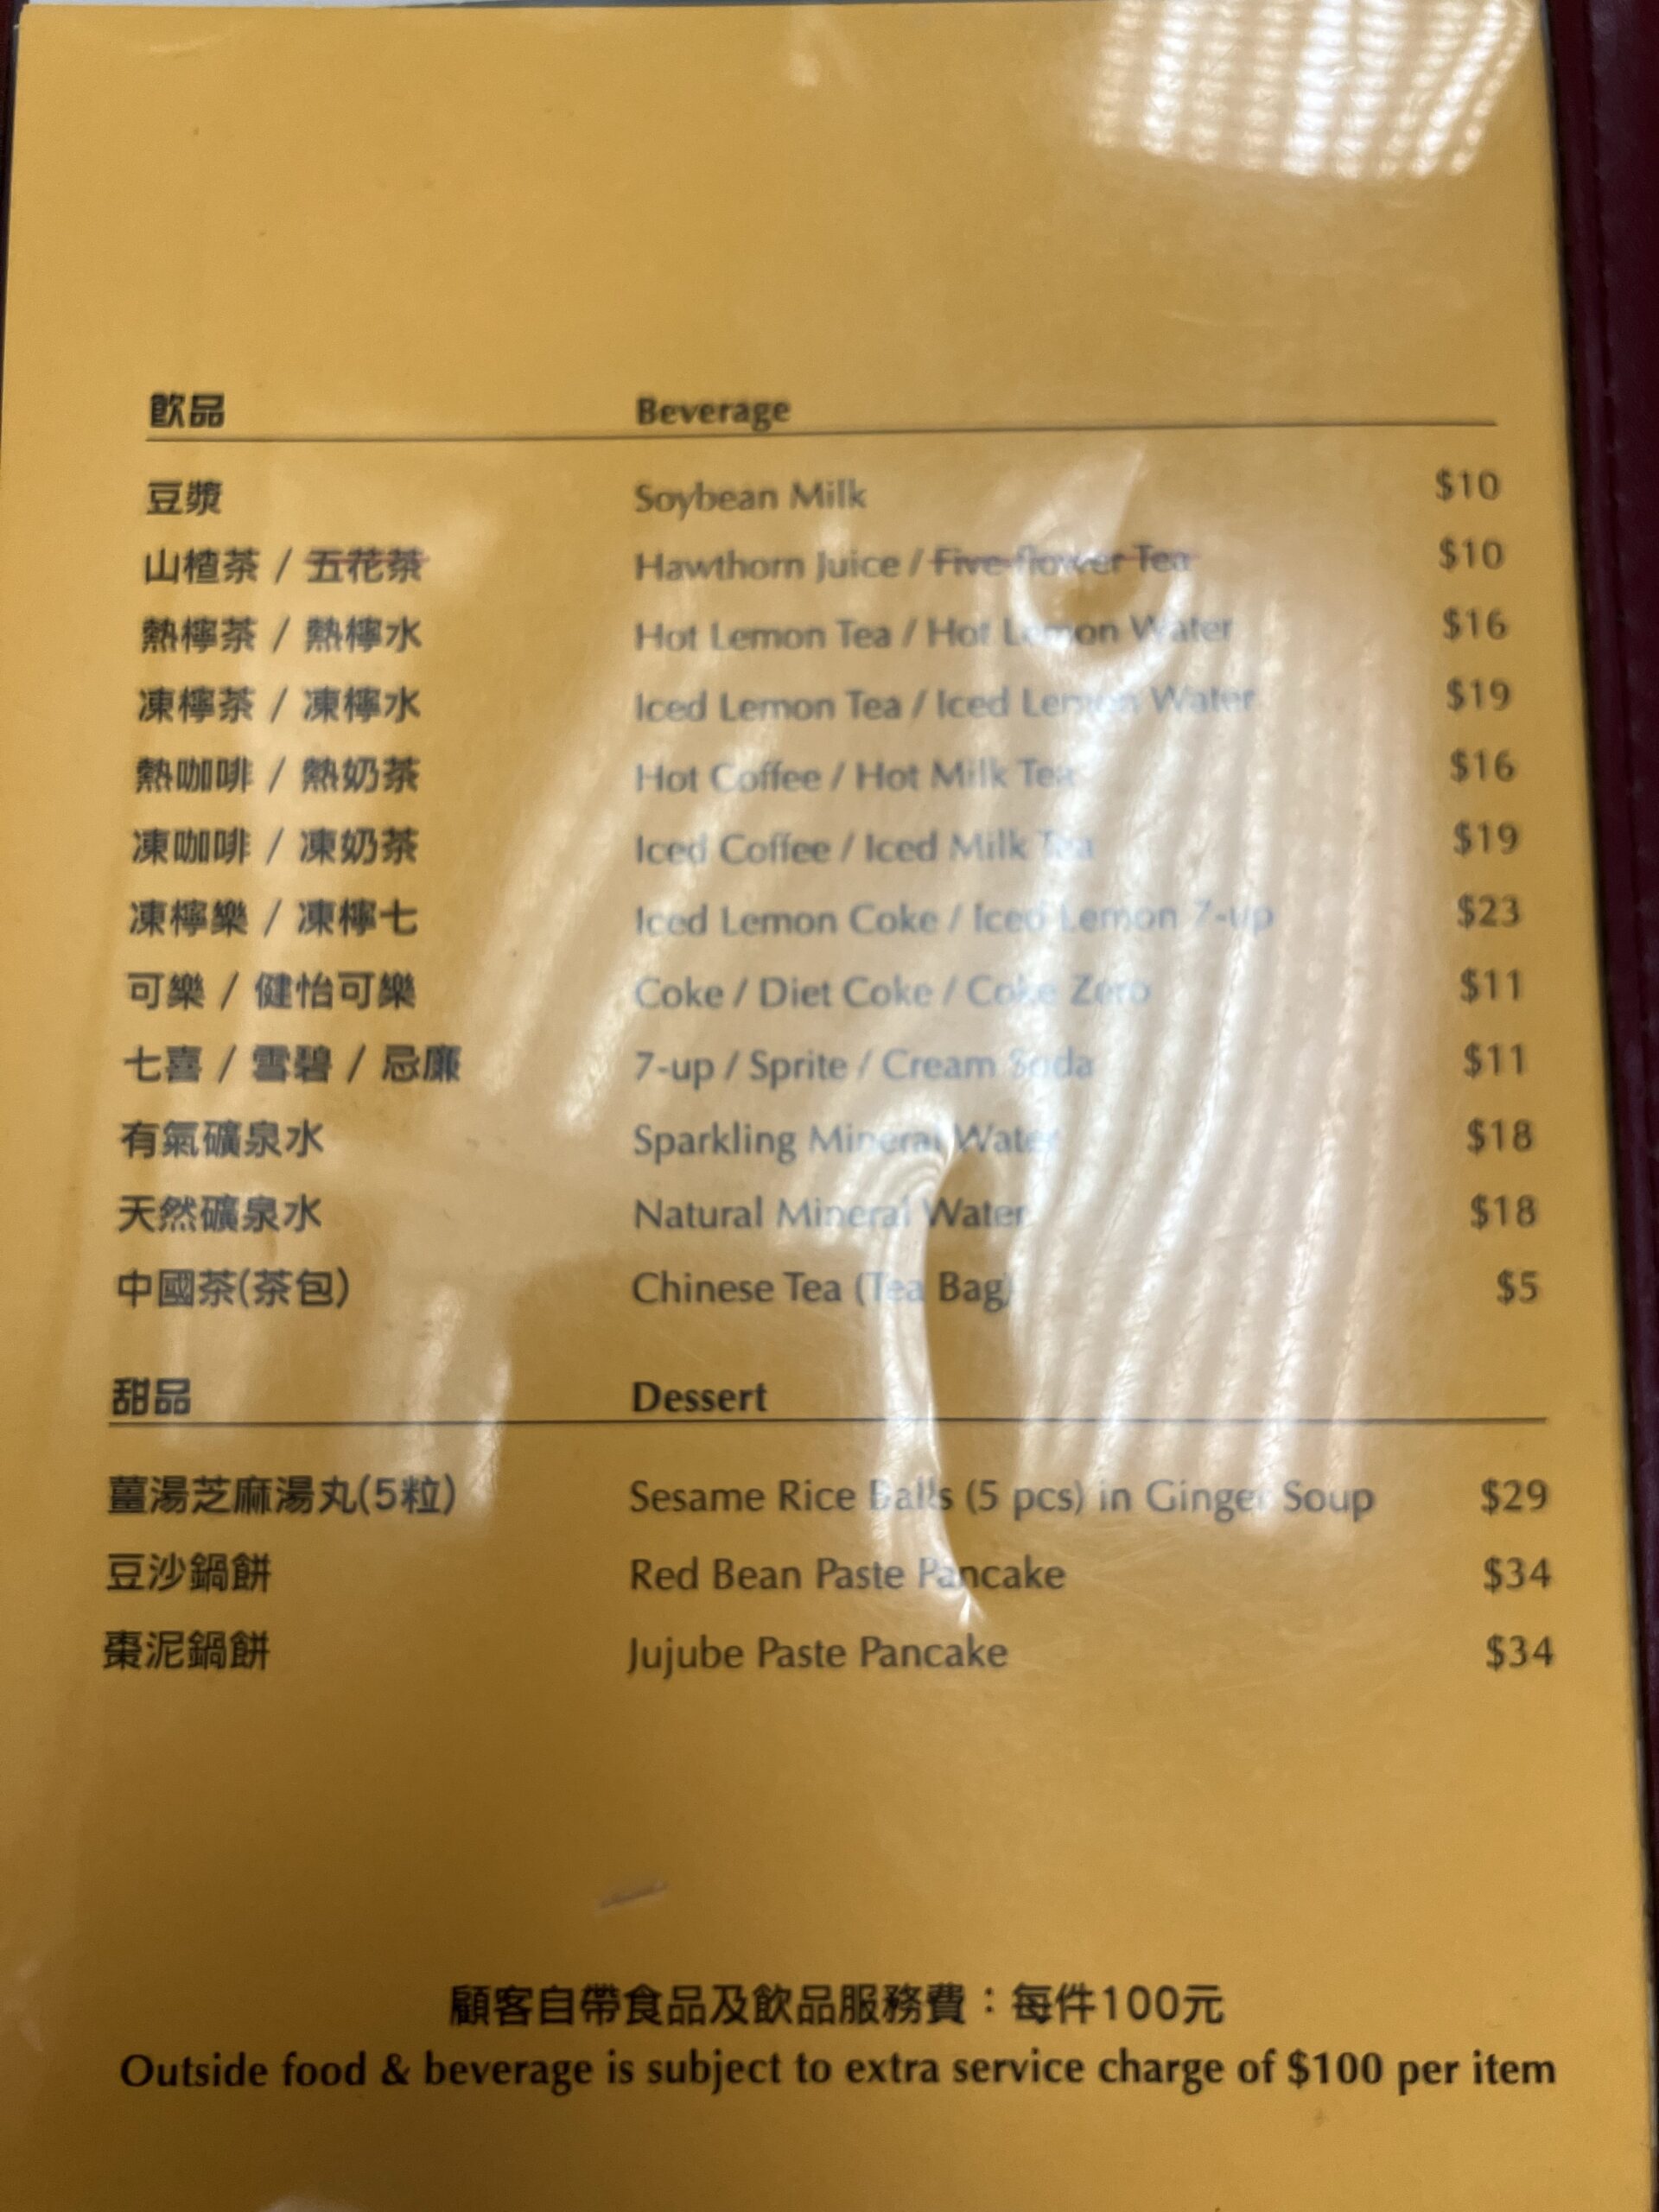 飲品 Beverage
豆漿 Soybean Milk $10
山楂茶 / 五花茶 Hawthorn Juice / Five-flower Tea $10
熱檸茶 / 熱檸水 Hot Lemon Tea / Hot Lemon Water $16
凍檸茶 / 凍檸水 Iced Lemon Tea / Iced Lemon Water $19
熱咖啡 / 熱奶茶 Hot Coffee / Hot Milk Tea $16
凍咖啡 / 凍奶茶 Iced Coffee / Iced Milk Tea $19
凍檸樂 / 凍檸七 Iced Lemon Coke / Iced Lemon 7-up $23
可樂 / 健怡可樂 Coke / Diet Coke / Coke Zero $11
七喜 / 雪碧 / 忌廉 7-up / Sprite / Cream Soda $11
有氣礦泉水 Sparkling Mineral Water $18
天然礦泉水 Natural Mineral Water $18
中國茶(茶包) Chinese Tea (Tea Bag) $5
甜品 Dessert
薑湯芝麻湯丸(5粒) Sesame Rice Balls (5 pcs) in Ginger Soup $29
豆沙鍋餅 Red Bean Paste Pancake $34
棗泥鍋餅 Jujube Paste Pancake $34
顧客自帶食品及飲品服務費：每件100元
Outside food & beverage is subject to extra service charge of $100 per item